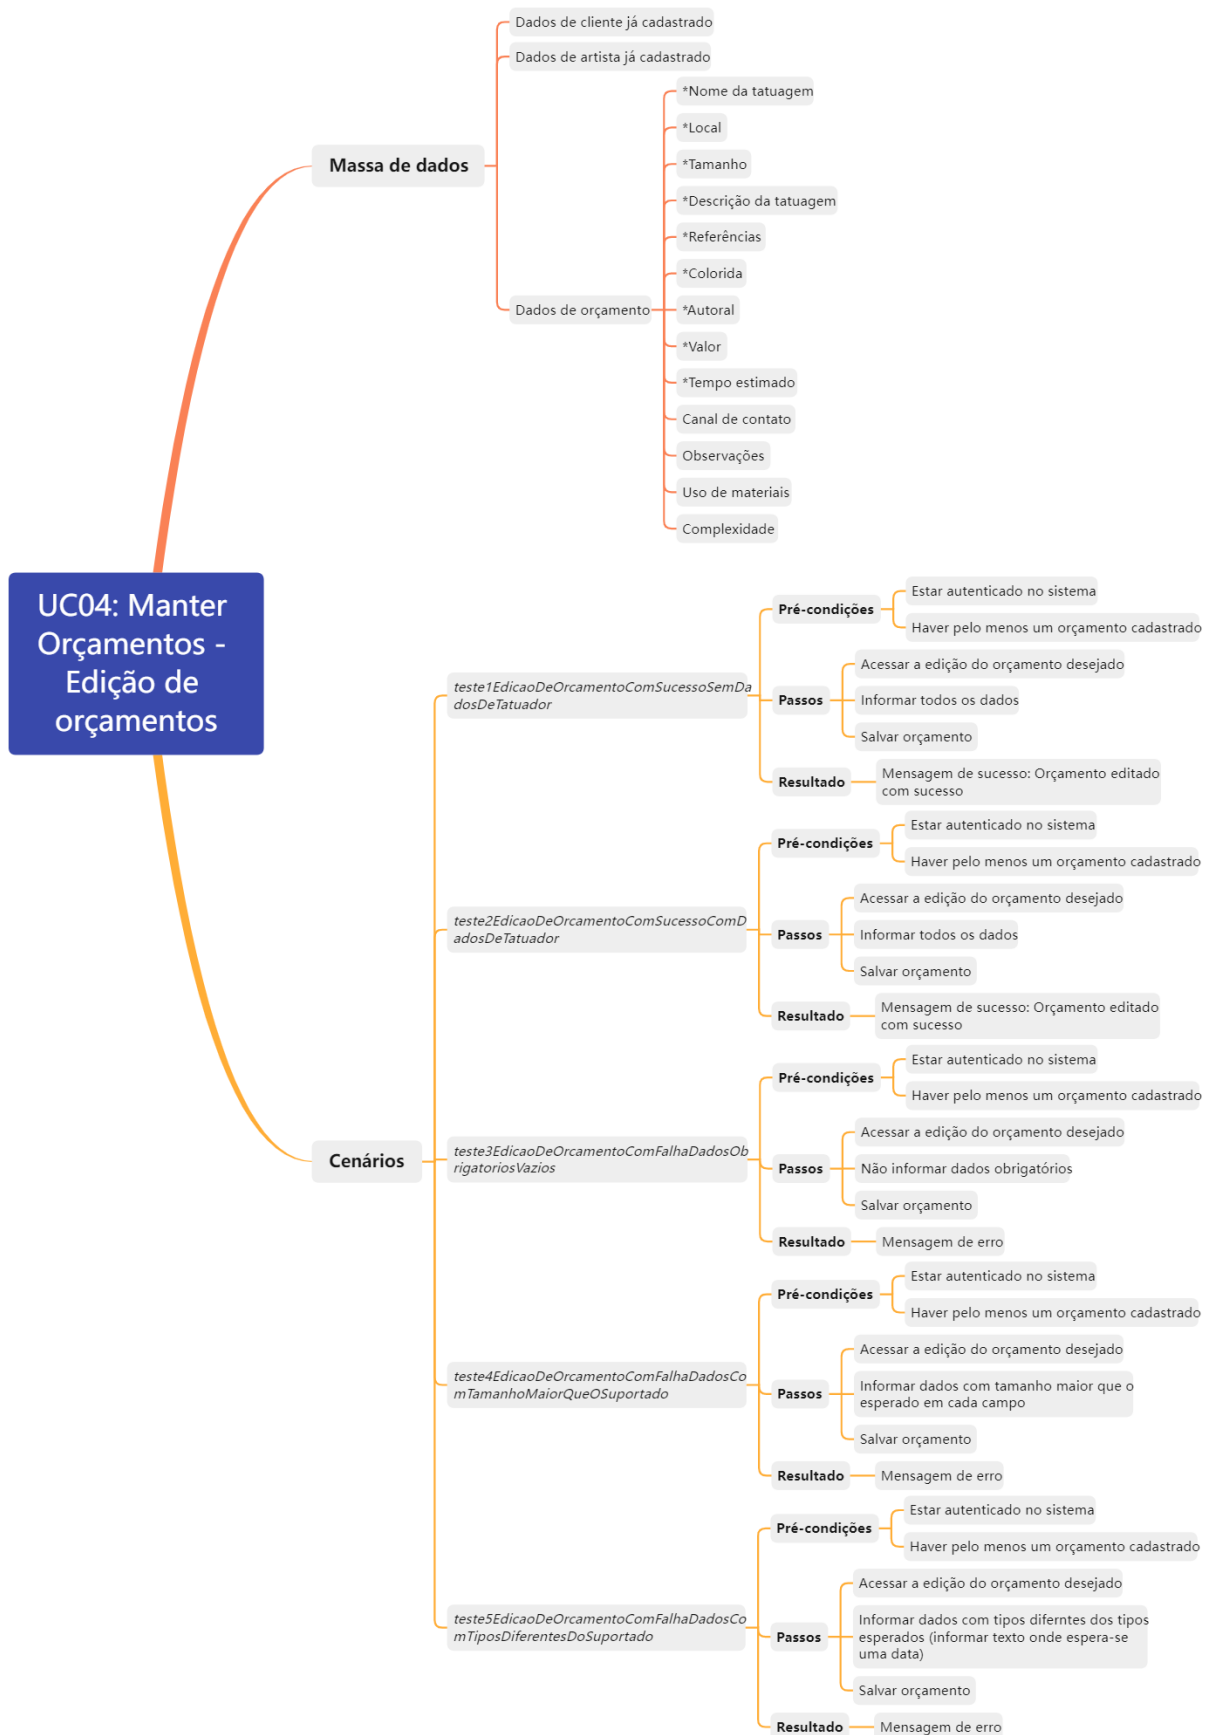 UC04: Manter
Orçamentos -
Edição de
orçamentos
Massa de dados
Dados de cliente já cadastrado
Dados de artista já cadastrado
Dados de orçamento
*Nome da tatuagem
*Local
*Tamanho
*Descrição da tatuagem
*Referências
*Colorida
*Autoral
*Valor
*Tempo estimado
Canal de contato
Observações
Uso de materiais
Complexidade
Cenários
teste1EdicaoDeOrcamentoComSucessoSemDa
dosDeTatuador
Pré-condições
Estar autenticado no sistema
Haver pelo menos um orçamento cadastrado
Passos
Acessar a edição do orçamento desejado
Informar todos os dados
Salvar orçamento
Resultado
Mensagem de sucesso: Orçamento editado
com sucesso
teste2EdicaoDeOrcamentoComSucessoComD
adosDeTatuador
Pré-condições
Estar autenticado no sistema
Haver pelo menos um orçamento cadastrado
Passos
Acessar a edição do orçamento desejado
Informar todos os dados
Salvar orçamento
Resultado
Mensagem de sucesso: Orçamento editado
com sucesso
teste3EdicaoDeOrcamentoComFalhaDadosOb
rigatoriosVazios
Pré-condições
Estar autenticado no sistema
Haver pelo menos um orçamento cadastrado
Passos
Acessar a edição do orçamento desejado
Não informar dados obrigatórios
Salvar orçamento
Resultado
Mensagem de erro
teste4EdicaoDeOrcamentoComFalhaDadosCo
mTamanhoMaiorQueOSuportado
Pré-condições
Estar autenticado no sistema
Haver pelo menos um orçamento cadastrado
Passos
Acessar a edição do orçamento desejado
Informar dados com tamanho maior que o
esperado em cada campo
Salvar orçamento
Resultado
Mensagem de erro
teste5EdicaoDeOrcamentoComFalhaDadosCo
mTiposDiferentesDoSuportado
Pré-condições
Estar autenticado no sistema
Haver pelo menos um orçamento cadastrado
Passos
Acessar a edição do orçamento desejado
Informar dados com tipos diferntes dos tipos
esperados (informar texto onde espera-se
uma data)
Salvar orçamento
Resultado
Mensagem de erro